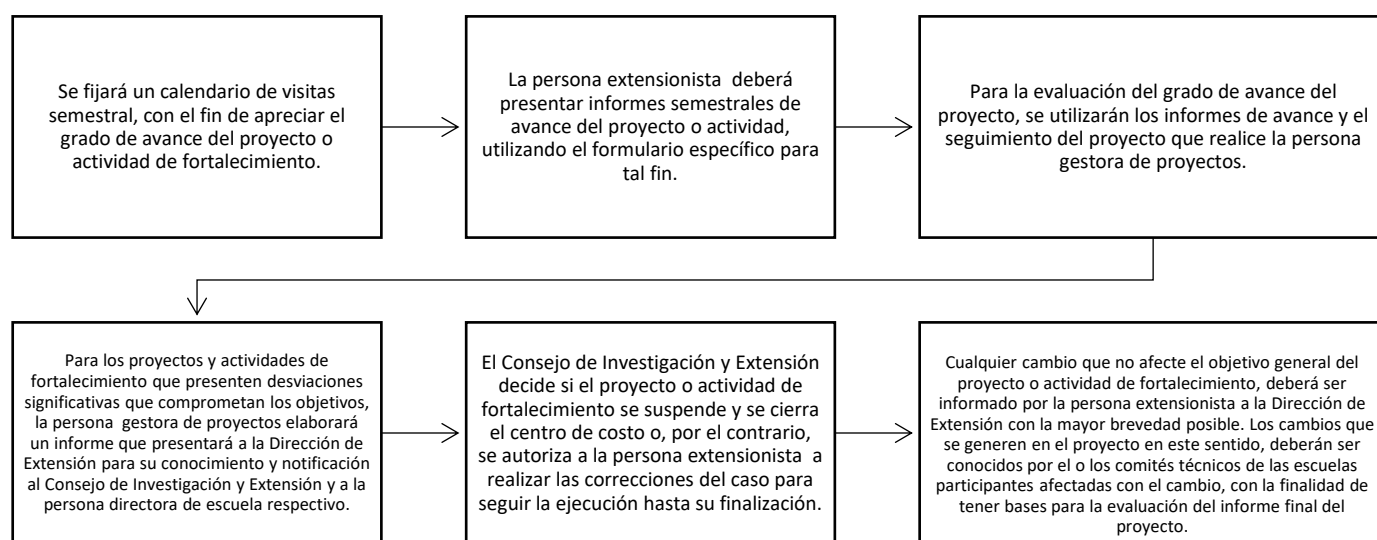 Se fijará un calendario de visitas
semestral, con el fin de apreciar el
grado de avance del proyecto o
actividad de fortalecimiento.
La persona extensionista  deberá
presentar informes semestrales de
avance del proyecto o actividad,
utilizando el formulario específico para
tal fin.
Para la evaluación del grado de avance del
proyecto, se utilizarán los informes de avance y el
seguimiento del proyecto que realice la persona
gestora de proyectos.
Para los proyectos y actividades de
fortalecimiento que presenten desviaciones
significativas que comprometan los objetivos,
la persona  gestora de proyectos elaborará
un informe que presentará a la Dirección de
Extensión para su conocimiento y notificación
al Consejo de Investigación y Extensión y a la
persona directora de escuela respectivo.
El Consejo de Investigación y Extensión
decide si el proyecto o actividad de
fortalecimiento se suspende y se cierra
el centro de costo o, por el contrario,
se autoriza a la persona extensionista  a
realizar las correcciones del caso para
seguir la ejecución hasta su finalización.
Cualquier cambio que no afecte el objetivo general del
proyecto o actividad de fortalecimiento, deberá ser
informado por la persona extensionista a la Dirección de
Extensión con la mayor brevedad posible. Los cambios que
se generen en el proyecto en este sentido, deberán ser
conocidos por el o los comités técnicos de las escuelas
participantes afectadas con el cambio, con la finalidad de
tener bases para la evaluación del informe final del
proyecto.